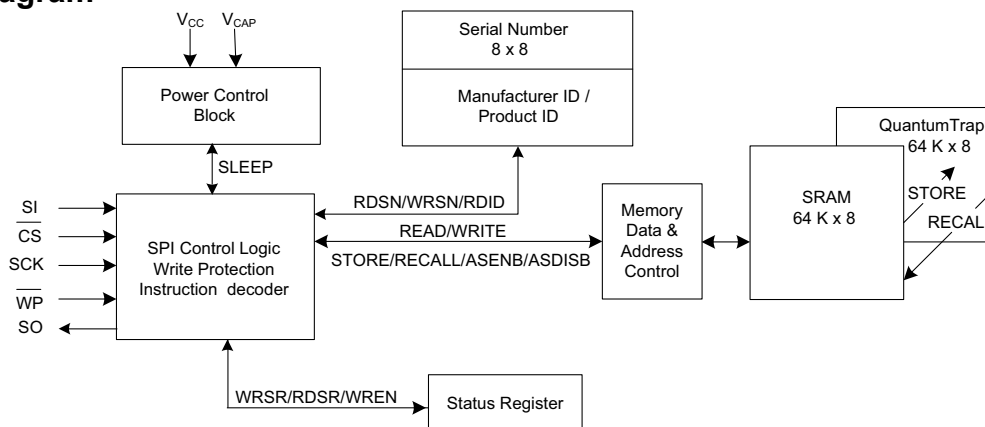 V_CC V_CAP
Serial Number
8 x 8
Manufacturer ID /
Product ID
Power Control
Block
QuantumTrap
64 K x 8
SLEEP
SRAM
64 K x 8
STORE
RECAL
SI
C̅S̅
SCK
W̅P̅
SO
SPI Control Logic
Write Protection
Instruction decoder
RDSN/WRSN/RDID
READ/WRITE
STORE/RECALL/ASENB/ASDISB
Memory
Data &
Address
Control
WRSR/RDSR/WREN
Status Register